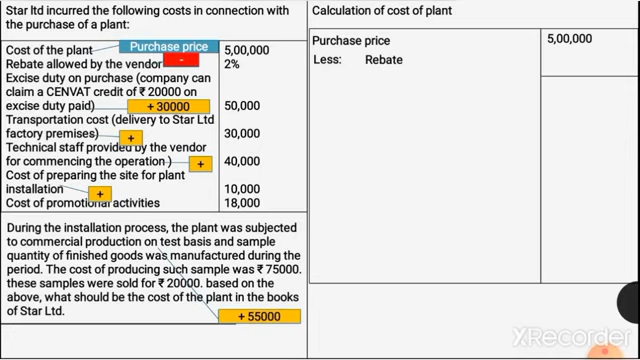 Star ltd incurred the following costs in connection with
the purchase of a plant:
Cost of the plant Purchase price 5,00,000
Rebate allowed by the vendor - 2%
Excise duty on purchase (company can
claim a CENVAT credit of ₹ 20000 on
excise duty paid) + 30000 50,000
Transportation cost (delivery to Star Ltd
factory premises) + 30,000
Technical staff provided by the vendor
for commencing the operation ) + 40,000
Cost of preparing the site for plant
installation + 10,000
Cost of promotional activities 18,000
During the installation process, the plant was subjected
to commercial production on test basis and sample
quantity of finished goods was manufactured during the
period. The cost of producing such sample was ₹ 75000.
these samples were sold for ₹ 20000. based on the
above, what should be the cost of the plant in the books
of Star Ltd.
+ 55000
Calculation of cost of plant
Purchase price 5,00,000
Less: Rebate
XRecorder